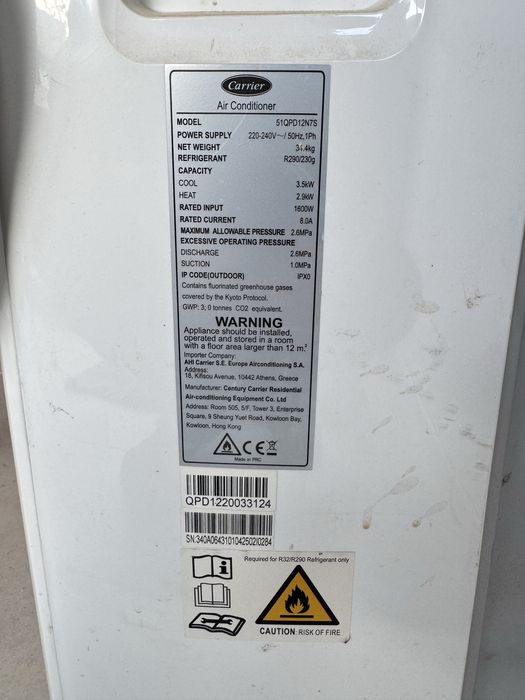 Carrier
Air Conditioner
MODEL 51QPD12N7S
POWER SUPPLY 220-240V～/ 50Hz,1Ph
NET WEIGHT 34.4kg
REFRIGERANT R290/230g
CAPACITY
COOL 3.5kW
HEAT 2.9kW
RATED INPUT 1600W
RATED CURRENT 8.0A
MAXIMUM ALLOWABLE PRESSURE 2.6MPa
EXCESSIVE OPERATING PRESSURE
DISCHARGE 2.6MPa
SUCTION 1.0MPa
IP CODE(OUTDOOR) IPX0
Contains fluorinated greenhouse gases
covered by the Kyoto Protocol.
GWP: 3; 0 tonnes CO2 equivalent.
WARNING
Appliance should be installed,
operated and stored in a room
with a floor area larger than 12 m.²
Importer Company:
AHI Carrier S.E. Europe Airconditioning S.A.
Address:
18, Kifisou Avenue, 10442 Athens, Greece
Manufacturer: Century Carrier Residential
Air-conditioning Equipment Co. Ltd
Address: Room 505, 5/F, Tower 3, Enterprise
Square, 9 Sheung Yuet Road, Kowloon Bay,
Kowloon, Hong Kong
CE
Made in PRC
QPD1220033124
SN:340A06431010425020284
Required for R32/R290 Refrigerant only
i
CAUTION: RISK OF FIRE